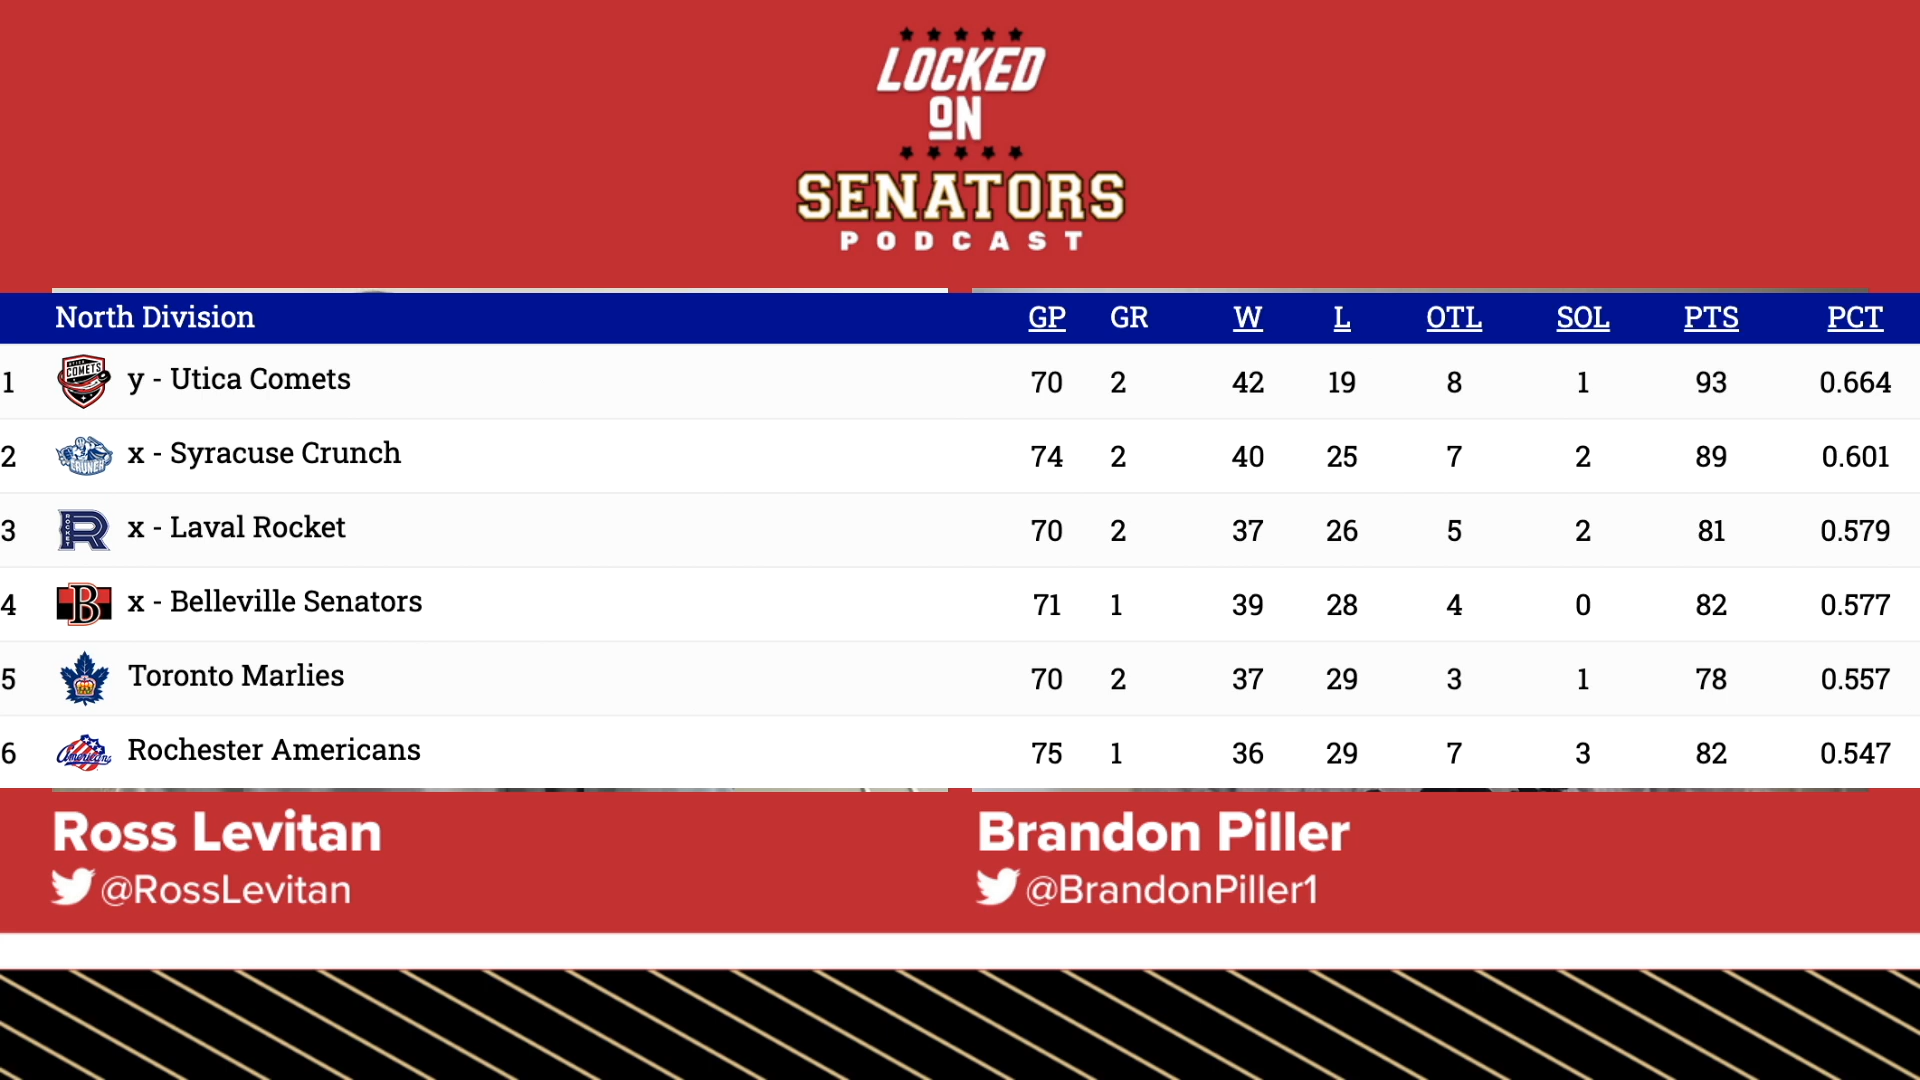 LOCKED
ON
SENATORS
PODCAST
North Division GP GR W L OTL SOL PTS PCT
1 COMETS y - Utica Comets 70 2 42 19 8 1 93 0.664
2 CRUNCH x - Syracuse Crunch 74 2 40 25 7 2 89 0.601
3 ROCKET R x - Laval Rocket 70 2 37 26 5 2 81 0.579
4 B x - Belleville Senators 71 1 39 28 4 0 82 0.577
5 Toronto Marlies 70 2 37 29 3 1 78 0.557
6 Americans Rochester Americans 75 1 36 29 7 3 82 0.547
Ross Levitan Brandon Piller
@RossLevitan @BrandonPiller1